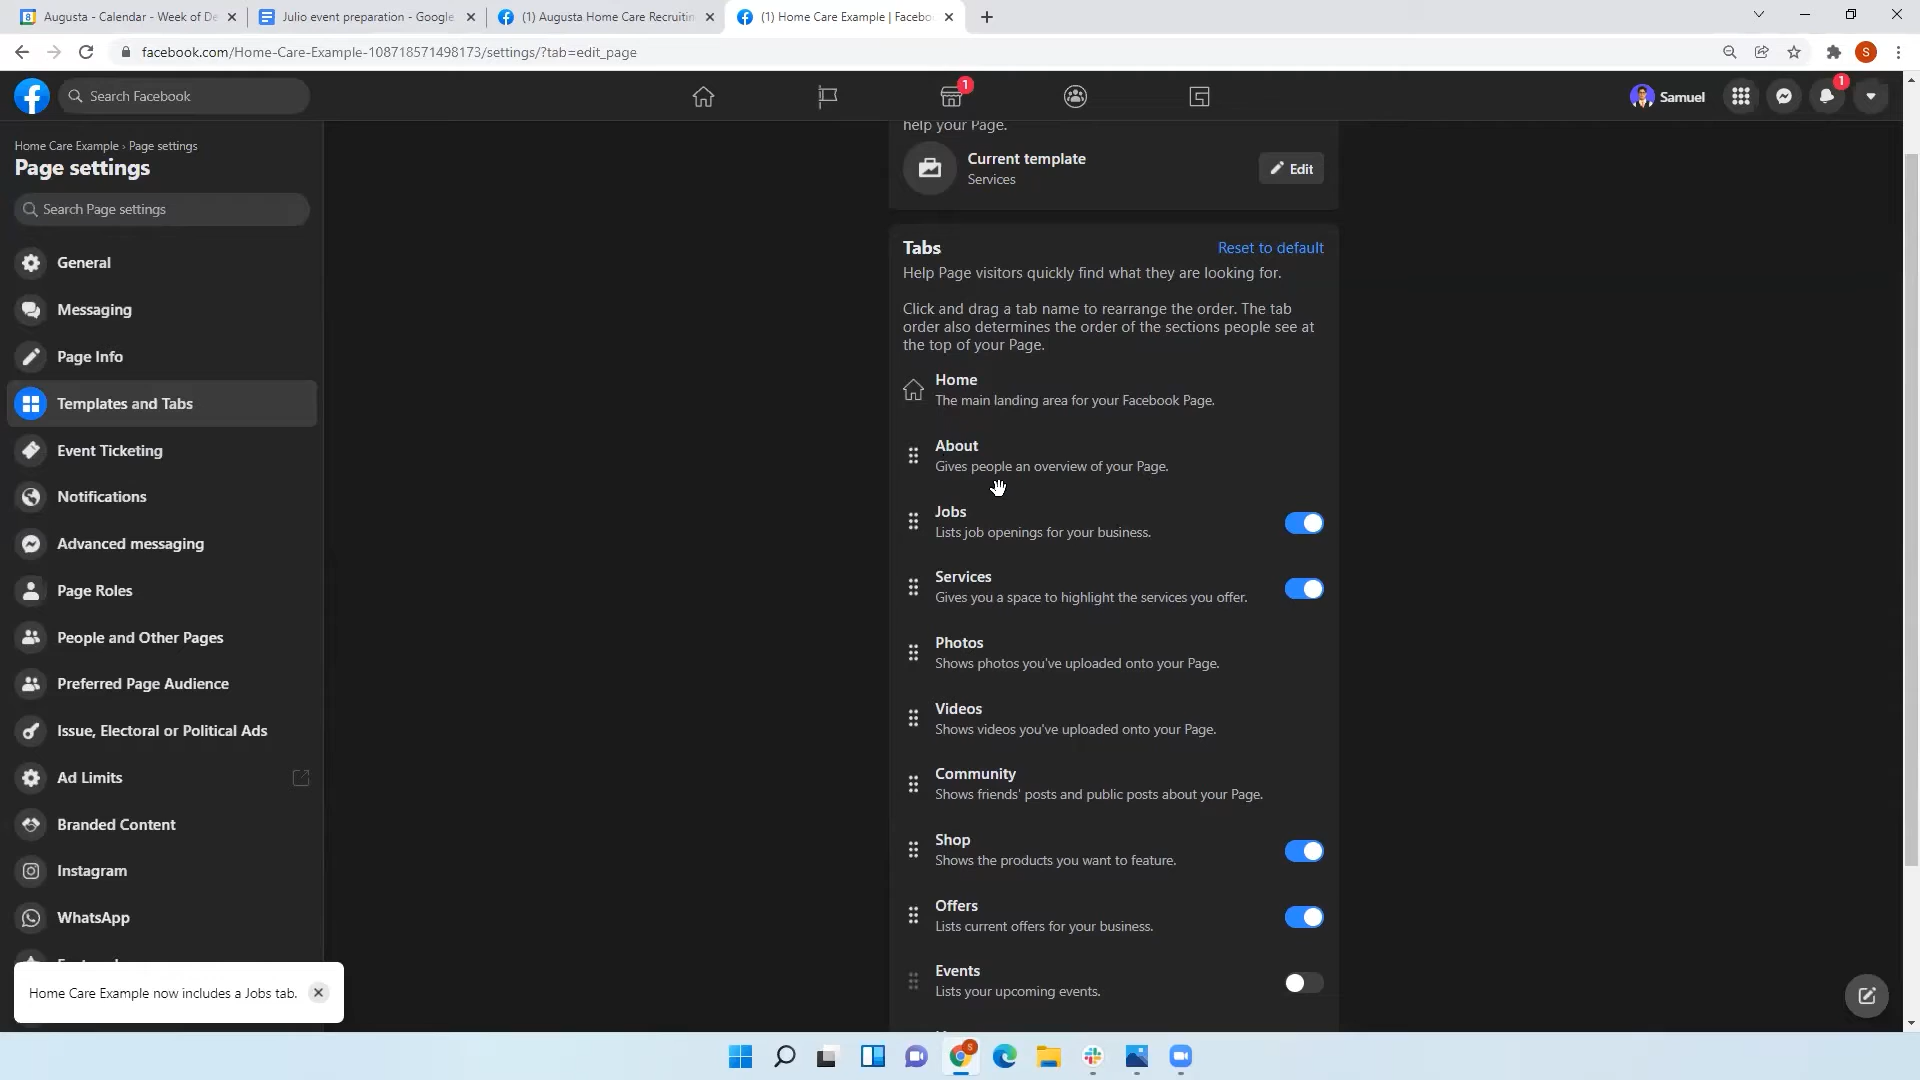 Augusta - Calendar - Week of De
Julio event preparation - Google
(1) Augusta Home Care Recruitin
(1) Home Care Example | Facebo
facebook.com/Home-Care-Example-108718571498173/settings/?tab=edit_page
S
Search Facebook
1
Samuel
1
Home Care Example › Page settings
Page settings
Search Page settings
General
Messaging
Page Info
Templates and Tabs
Event Ticketing
Notifications
Advanced messaging
Page Roles
People and Other Pages
Preferred Page Audience
Issue, Electoral or Political Ads
Ad Limits
Branded Content
Instagram
WhatsApp
Home Care Example now includes a Jobs tab.
help your Page.
Current template
Services
Edit
Tabs
Reset to default
Help Page visitors quickly find what they are looking for.
Click and drag a tab name to rearrange the order. The tab
order also determines the order of the sections people see at
the top of your Page.
Home
The main landing area for your Facebook Page.
About
Gives people an overview of your Page.
Jobs
Lists job openings for your business.
Services
Gives you a space to highlight the services you offer.
Photos
Shows photos you've uploaded onto your Page.
Videos
Shows videos you've uploaded onto your Page.
Community
Shows friends' posts and public posts about your Page.
Shop
Shows the products you want to feature.
Offers
Lists current offers for your business.
Events
Lists your upcoming events.